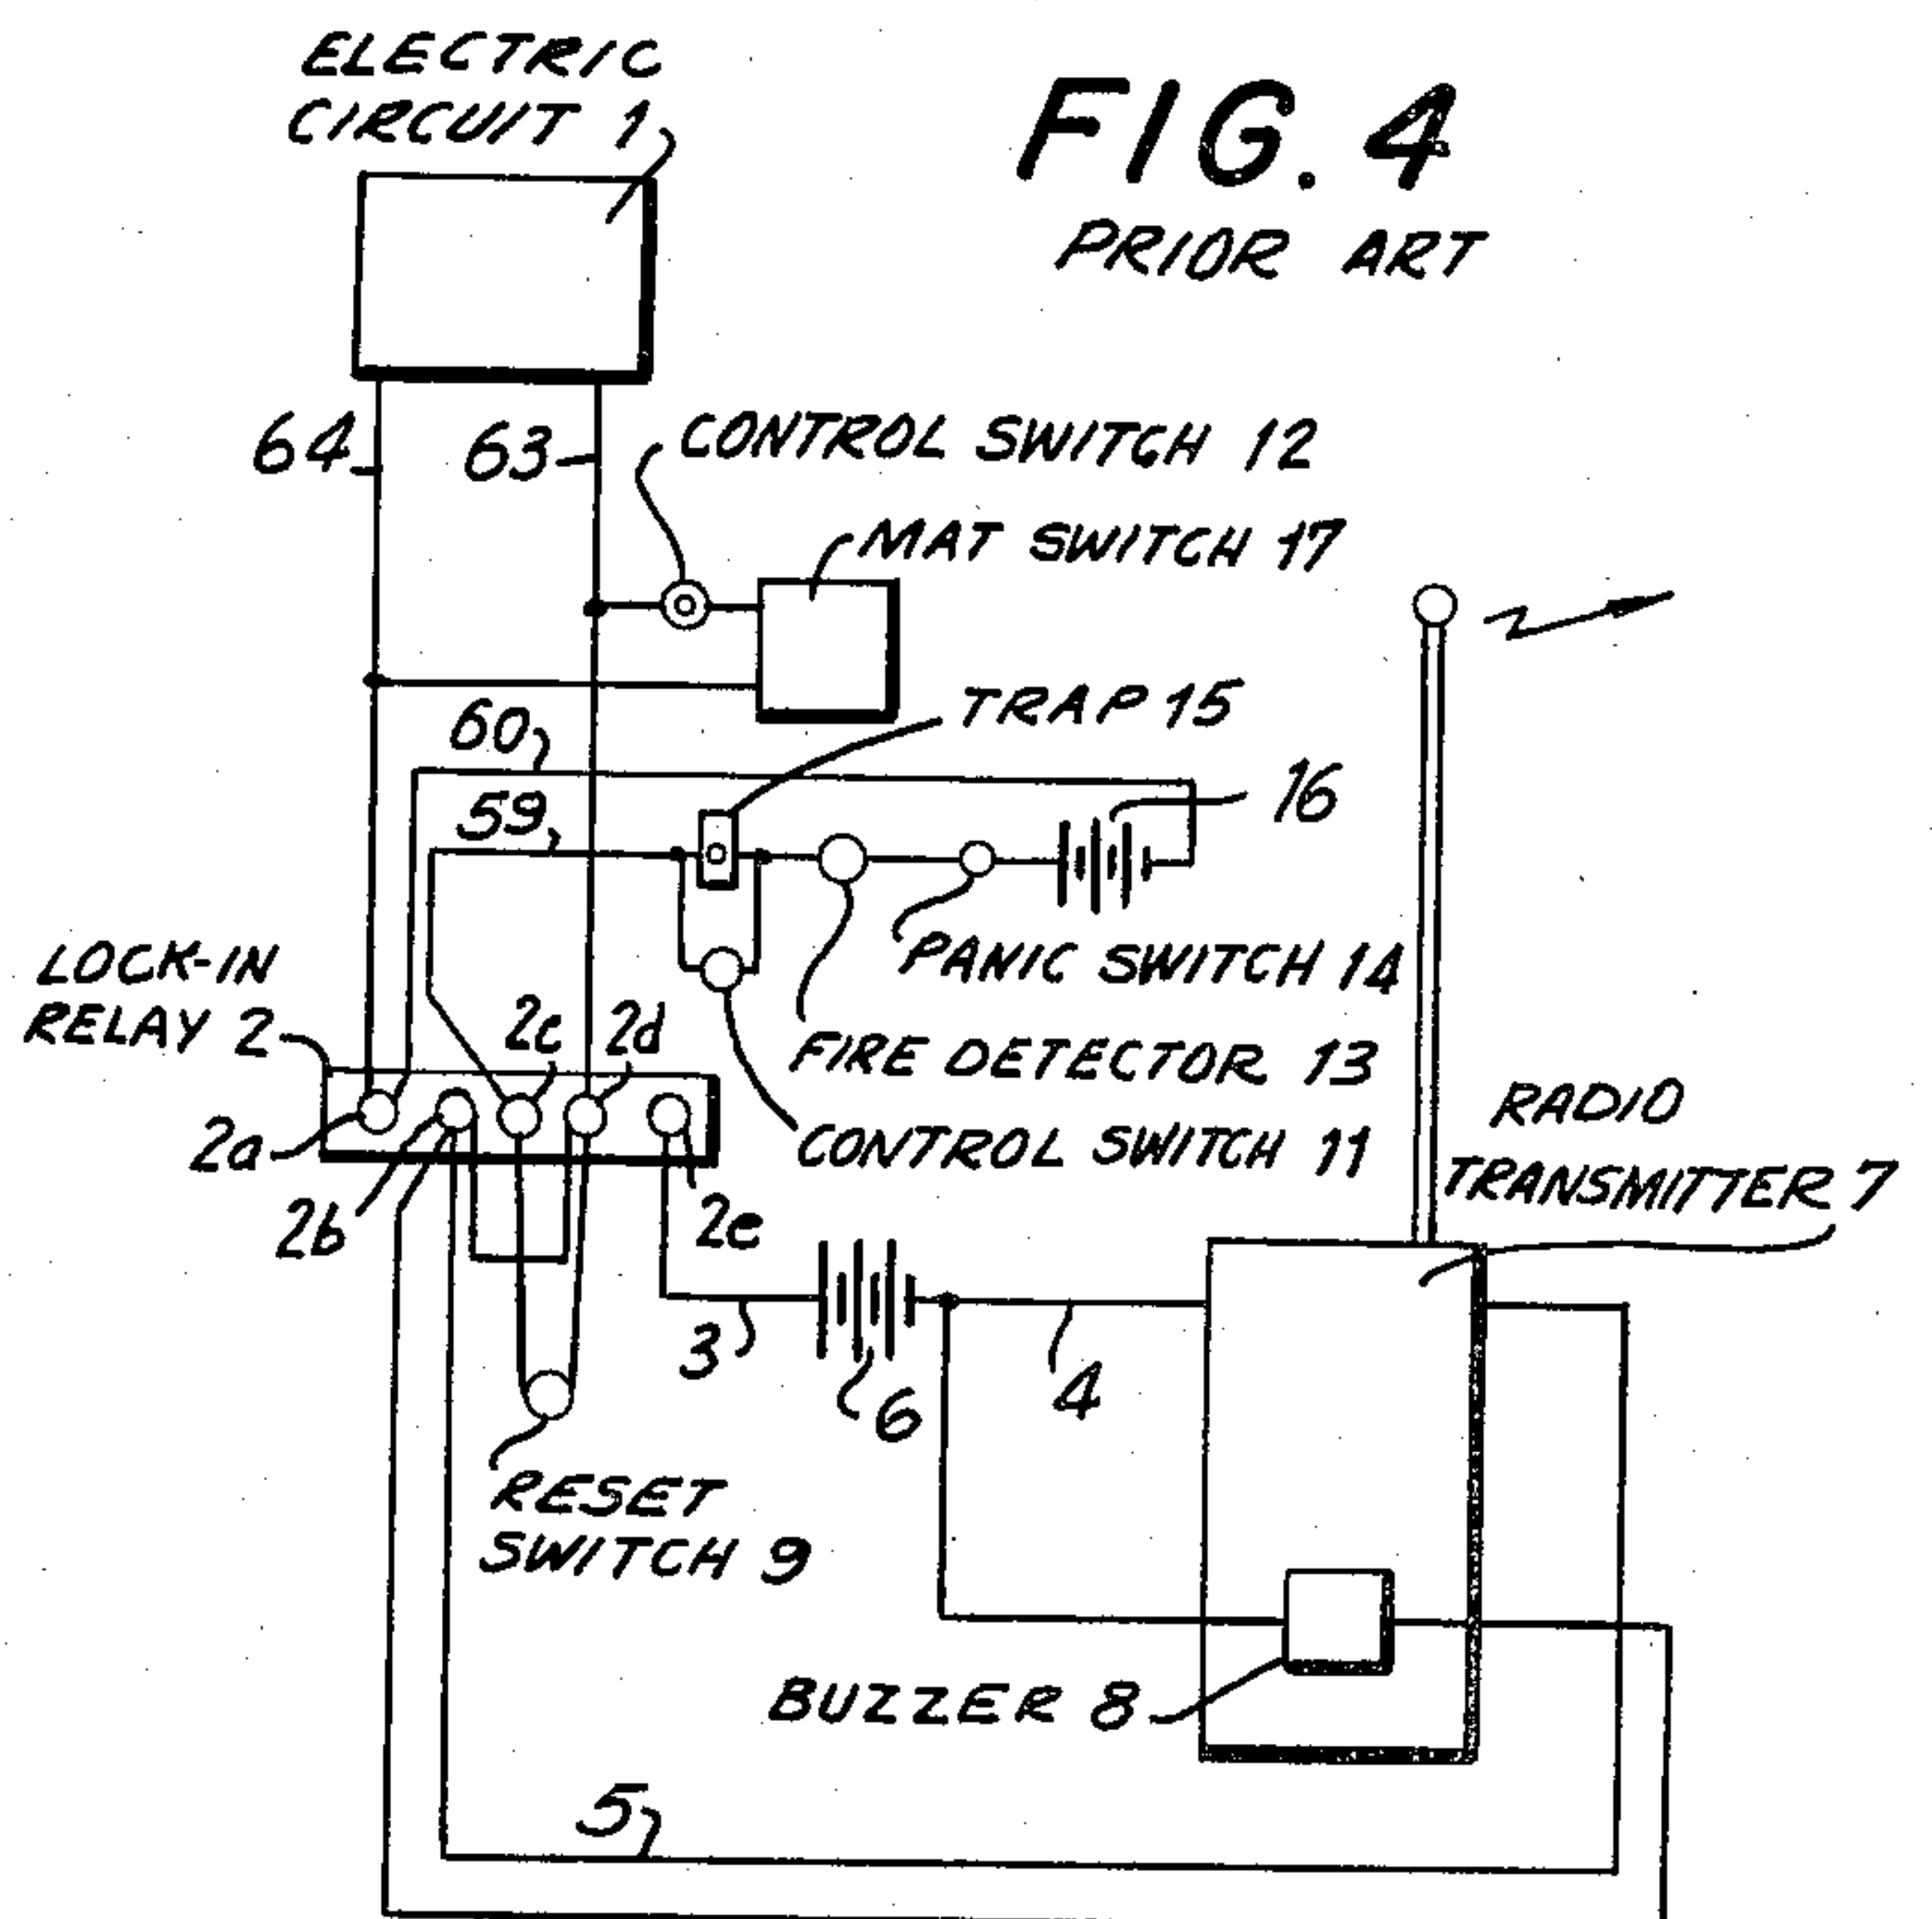 ELECTRIC
CIRCUIT 1
FIG. 4
PRIOR ART
64
63
CONTROL SWITCH 12
MAT SWITCH 17
TRAP 15
60
59
16
PANIC SWITCH 14
LOCK-IN
RELAY 2
2c
2d
FIRE DETECTOR 13
RADIO
TRANSMITTER 7
2a
CONTROL SWITCH 11
2b
2e
3
6
4
RESET
SWITCH 9
BUZZER 8
5